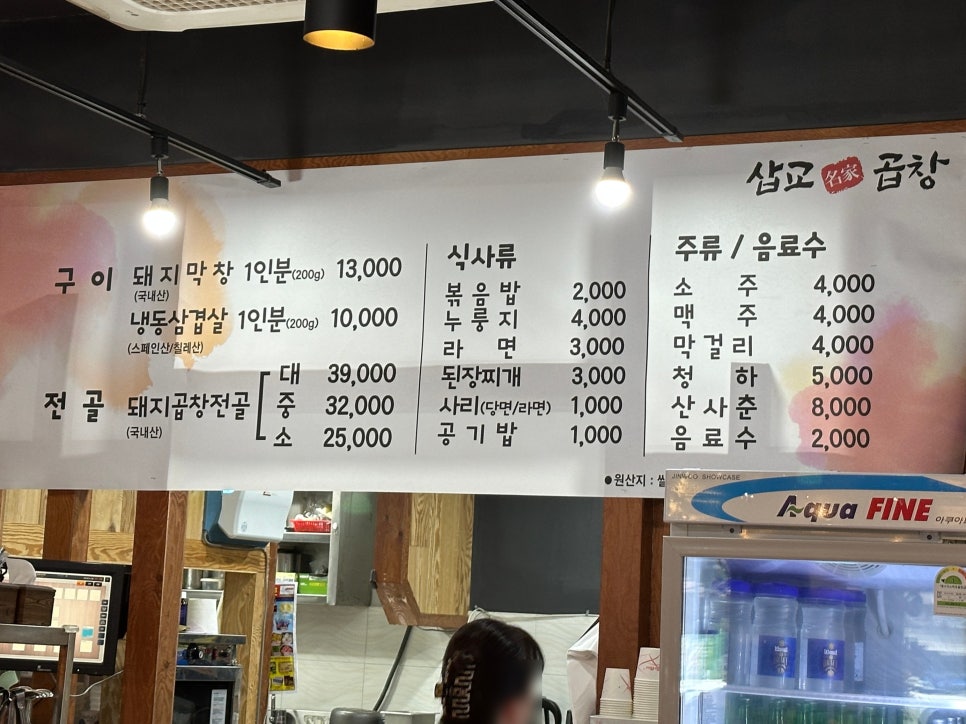 삽교 名家 곱창
구이 돼지막창 1인분(200g) 13,000
(국내산)
냉동삼겹살 1인분(200g) 10,000
(스페인산/칠레산)
전골 돼지곱창전골
(국내산)
대 39,000
중 32,000
소 25,000
식사류
볶음밥 2,000
누룽지 4,000
라면 3,000
된장찌개 3,000
사리(당면/라면) 1,000
공기밥 1,000
주류 / 음료수
소주 4,000
맥주 4,000
막걸리 4,000
청하 5,000
산사춘 8,000
음료수 2,000
●원산지 : 쌀
SHOWCASE
Aqua FINE 아쿠아